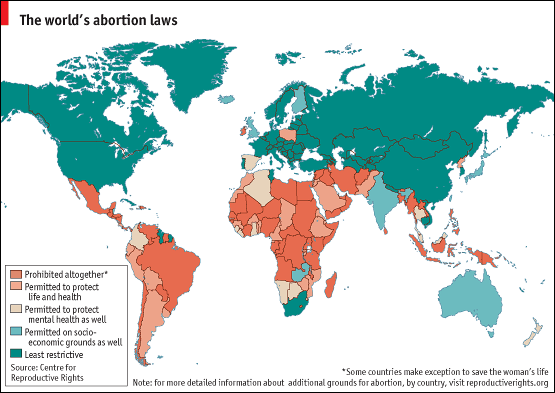 The world's abortion laws
Prohibited altogether*
Permitted to protect
life and health
Permitted to protect
mental health as well
Permitted on socio-
economic grounds as well
Least restrictive
Source: Centre for
Reproductive Rights
*Some countries make exception to save the woman's life
Note: for more detailed information about additional grounds for abortion, by country, visit reproductiverights.org